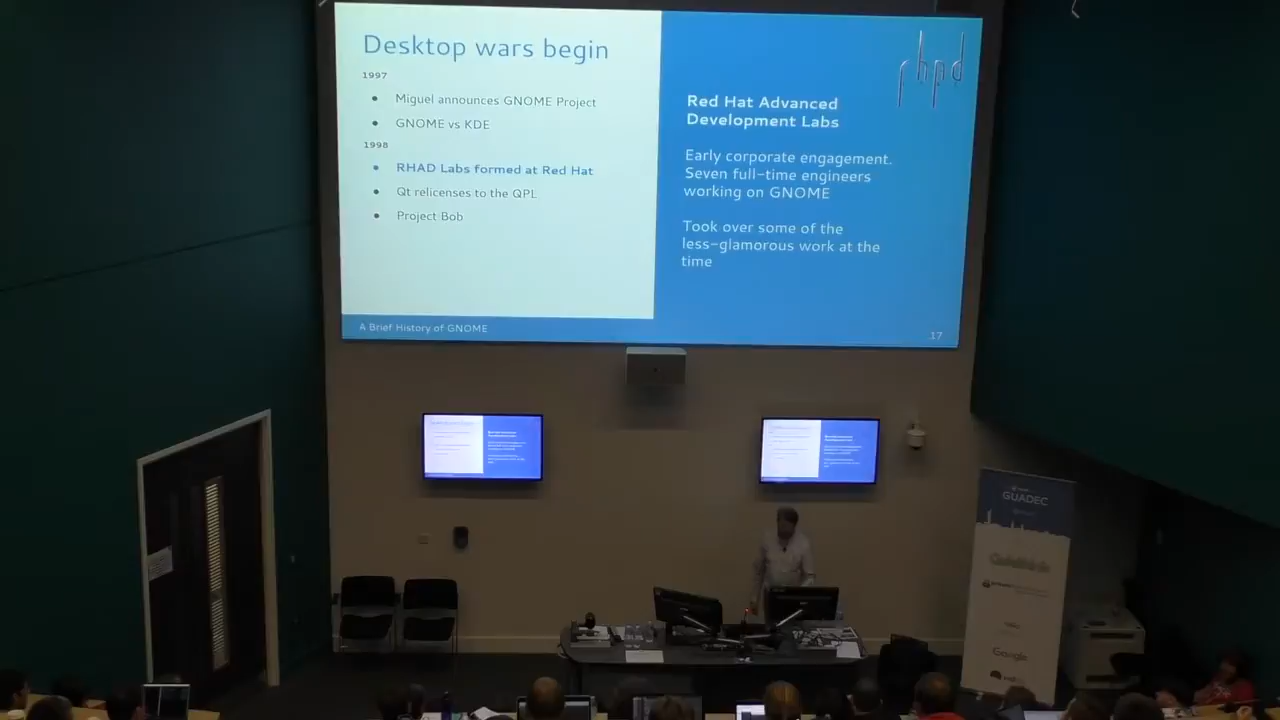 Desktop wars begin
1997
• Miguel announces GNOME Project
• GNOME vs KDE
1998
• RHAD Labs formed at Red Hat
• Qt relicenses to the QPL
• Project Bob
A Brief History of GNOME
rhpd
Red Hat Advanced
Development Labs
Early corporate engagement.
Seven full-time engineers
working on GNOME
Took over some of the
less-glamorous work at the
time
17
GUADEC
Google